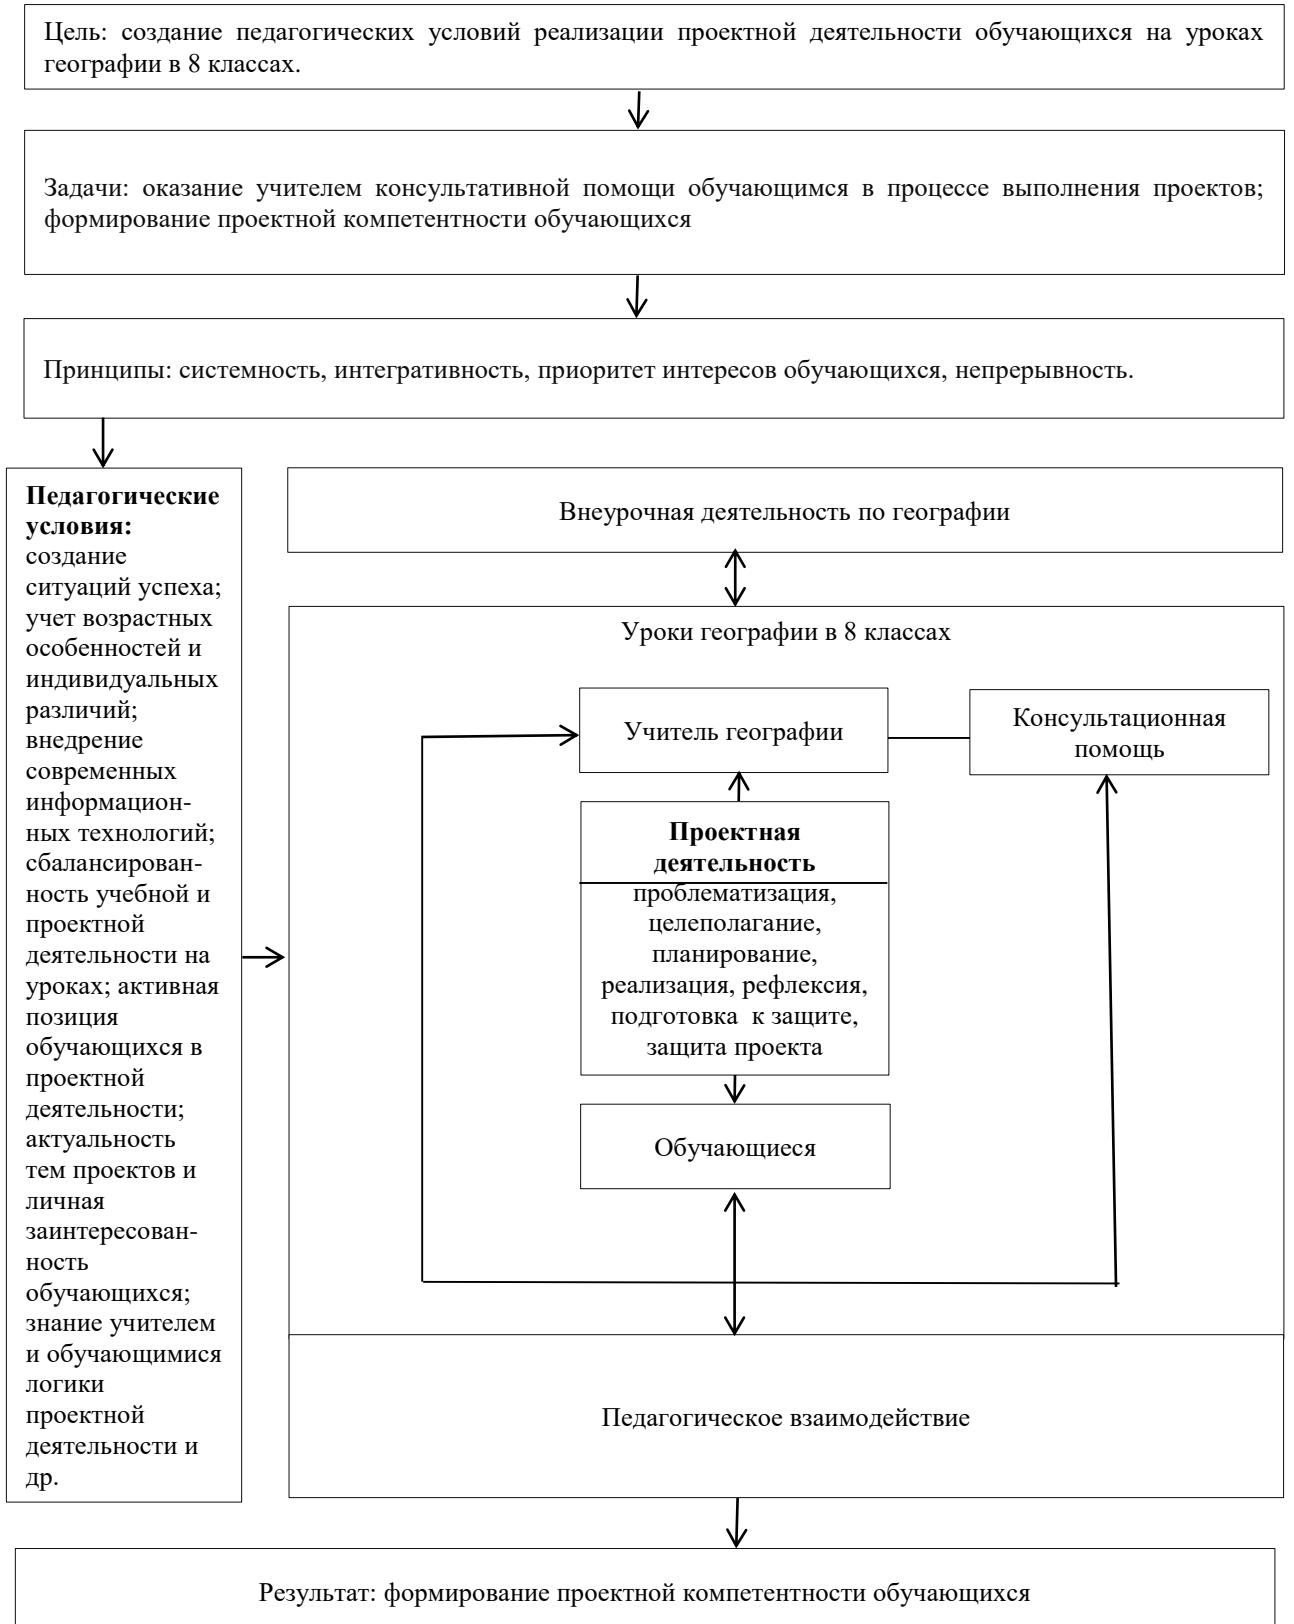 Цель: создание педагогических условий реализации проектной деятельности обучающихся на уроках
географии в 8 классах.
Задачи: оказание учителем консультативной помощи обучающимся в процессе выполнения проектов;
формирование проектной компетентности обучающихся
Принципы: системность, интегративность, приоритет интересов обучающихся, непрерывность.
Педагогические
условия:
создание
ситуаций успеха;
учет возрастных
особенностей и
индивидуальных
различий;
внедрение
современных
информацион-
ных технологий;
сбалансирован-
ность учебной и
проектной
деятельности на
уроках; активная
позиция
обучающихся в
проектной
деятельности;
актуальность
тем проектов и
личная
заинтересован-
ность
обучающихся;
знание учителем
и обучающимися
логики
проектной
деятельности и
др.
Внеурочная деятельность по географии
Уроки географии в 8 классах
Учитель географии
Консультационная
помощь
Проектная
деятельность
проблематизация,
целеполагание,
планирование,
реализация, рефлексия,
подготовка  к защите,
защита проекта
Обучающиеся
Педагогическое взаимодействие
Результат: формирование проектной компетентности обучающихся